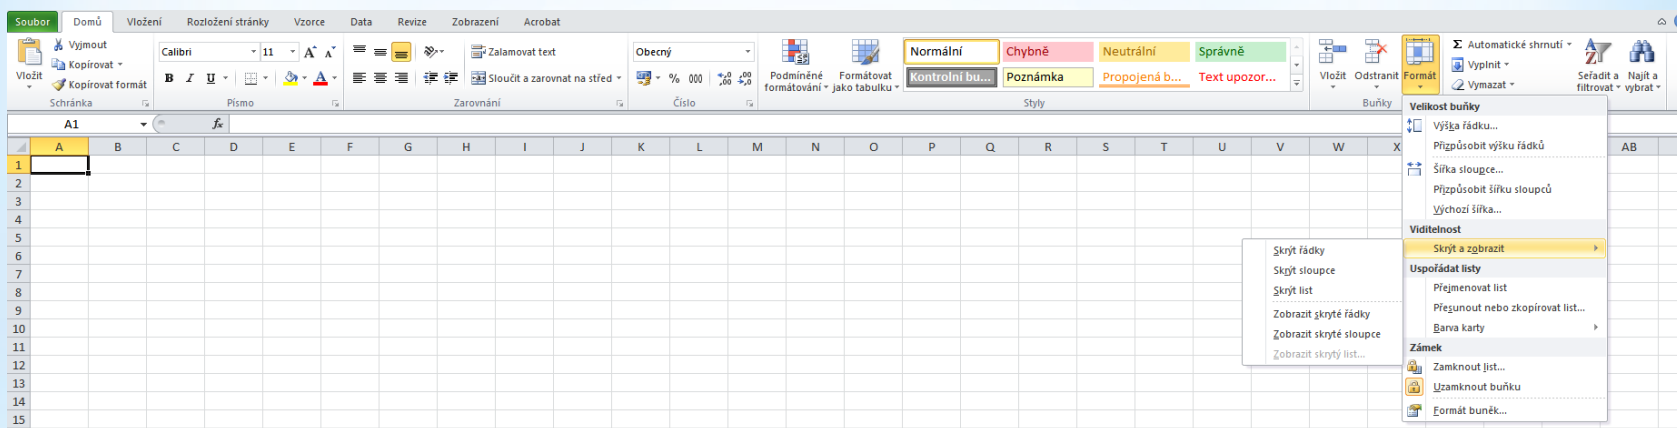 Soubor Domů Vložení Rozložení stránky Vzorce Data Revize Zobrazení Acrobat
Vložit
Vyjmout
Kopírovat
Kopírovat formát
Schránka
Calibri 11
B I U
Písmo
Zalamovat text
Sloučit a zarovnat na střed
Zarovnání
Obecný
% 000 ,00 ,0
Číslo
Podmíněné formátování
Formátovat jako tabulku
Normální Chybně Neutrální Správně
Kontrolní bu... Poznámka Propojená b... Text upozor...
Styly
Vložit Odstranit Formát
Buňky
Σ Automatické shrnutí
Vyplnit
Vymazat
Seřadit a filtrovat
Najít a vybrat
A1 fx
A B C D E F G H I J K L M N O P Q R S T U V W X AB
1
2
3
4
5
6
7
8
9
10
11
12
13
14
15
Velikost buňky
Výška řádku...
Přizpůsobit výšku řádků
Šířka sloupce...
Přizpůsobit šířku sloupců
Výchozí šířka...
Viditelnost
Skrýt a zobrazit
Skrýt řádky
Skrýt sloupce
Skrýt list
Zobrazit skryté řádky
Zobrazit skryté sloupce
Zobrazit skrytý list...
Uspořádat listy
Přejmenovat list
Přesunout nebo zkopírovat list...
Barva karty
Zámek
Zamknout list...
Uzamknout buňku
Formát buněk...